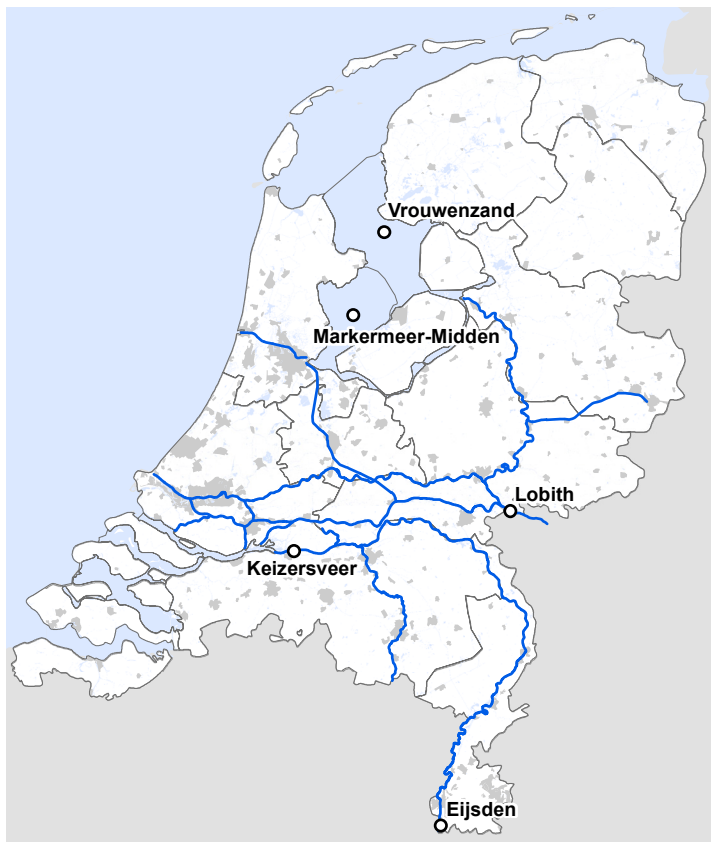 Vrouwenzand
Markermeer-Midden
Lobith
Keizersveer
Eijsden